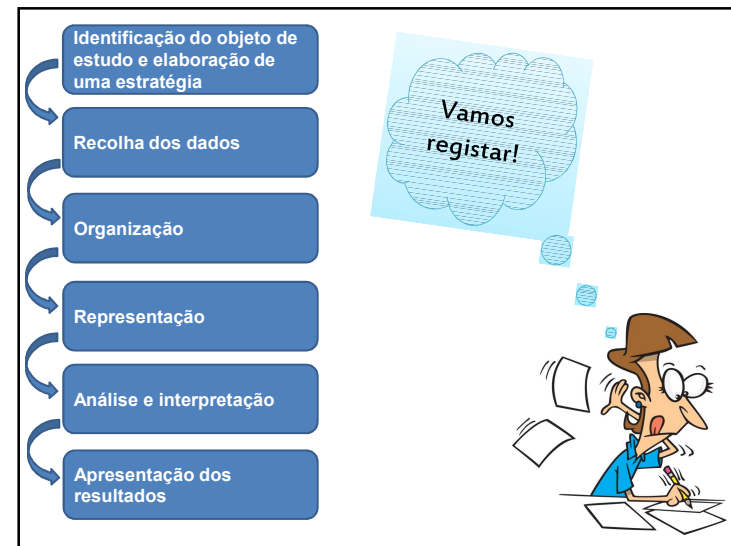 Identificação do objeto de
estudo e elaboração de
uma estratégia
Recolha dos dados
Organização
Representação
Análise e interpretação
Apresentação dos
resultados
Vamos
registar!